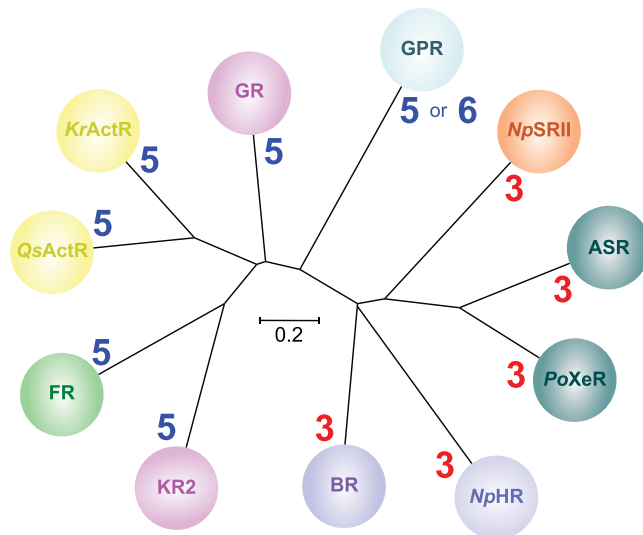 GPR
5 or 6
GR
5
KrActR
5
NpSRII
3
QsActR
5
ASR
3
0.2
FR
5
PoXeR
3
KR2
5
BR
3
NpHR
3